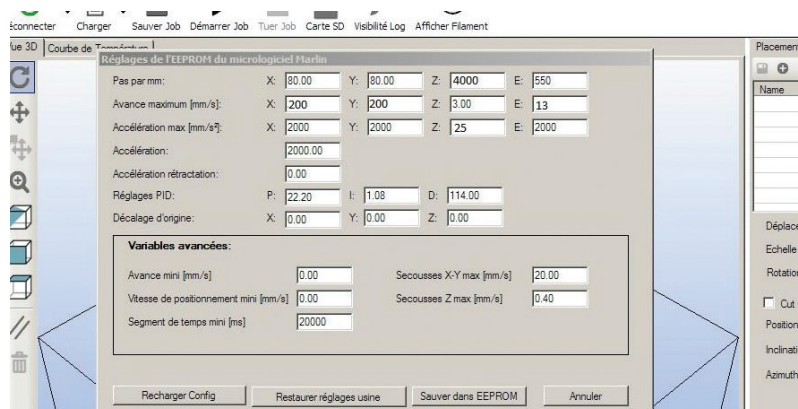 éconnecter Charger Sauver Job Démarrer Job Tuer Job Carte SD Visibilité Log Afficher Filament
ue 3D Courbe de Température Placement
Réglages de l'EEPROM du micrologiciel Marlin
Pas par mm: X: 80.00 Y: 80.00 Z: 4000 E: 550
Name
Avance maximum [mm/s]: X: 200 Y: 200 Z: 3.00 E: 13
Accélération max [mm/s²]: X: 2000 Y: 2000 Z: 25 E: 2000
Accélération: 2000.00
Accélération rétractation: 0.00
Réglages PID: P: 22.20 I: 1.08 D: 114.00
Décalage d'origine: X: 0.00 Y: 0.00 Z: 0.00
Déplace
Variables avancées:
Echelle
Avance mini [mm/s] 0.00 Secousses X-Y max [mm/s] 20.00
Rotation
Vitesse de positionnement mini [mm/s] 0.00 Secousses Z max [mm/s] 0.40
Cut
Segment de temps mini [ms] 20000
Position
Inclinati
Azimuth
Recharger Config Restaurer réglages usine Sauver dans EEPROM Annuler